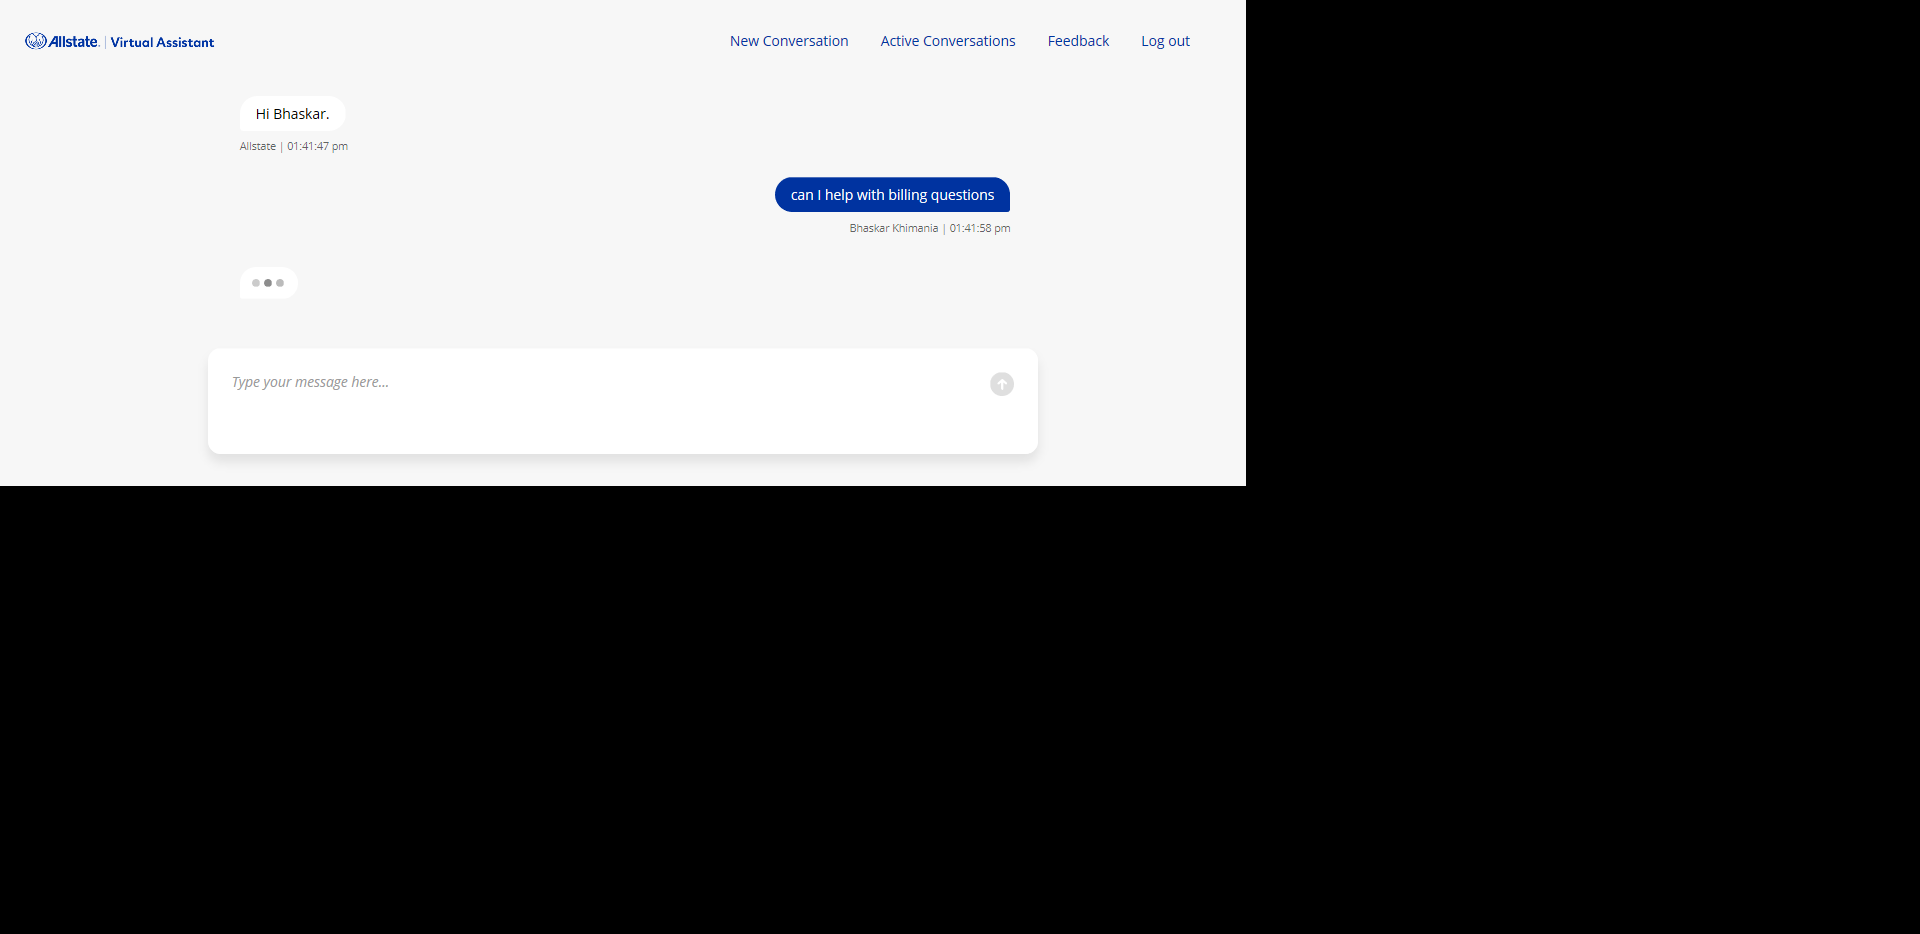 Allstate. | Virtual Assistant
New Conversation Active Conversations Feedback Log out
Hi Bhaskar.
Allstate | 01:41:47 pm
can I help with billing questions
Bhaskar Khimania | 01:41:58 pm
Type your message here...